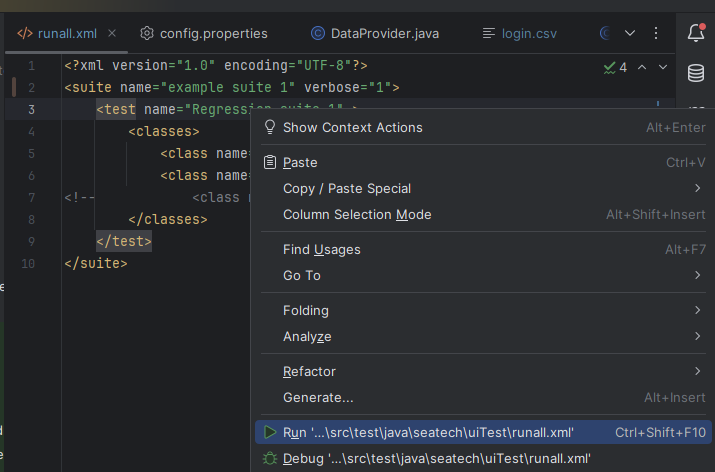 runall.xml config.properties DataProvider.java login.csv
1 <?xml version="1.0" encoding="UTF-8"?> 4
2 <suite name="example suite 1" verbose="1">
3 <test name="Regression suite 1" >
4 <classes>
5 <class name=
6 <class name=
7 <!-- <class
8 </classes>
9 </test>
10 </suite>
Show Context Actions Alt+Enter
Paste Ctrl+V
Copy / Paste Special
Column Selection Mode Alt+Shift+Insert
Find Usages Alt+F7
Go To
Folding
Analyze
Refactor
Generate... Alt+Insert
Run '...\src\test\java\seatech\uiTest\runall.xml' Ctrl+Shift+F10
Debug '...\src\test\java\seatech\uiTest\runall.xml'